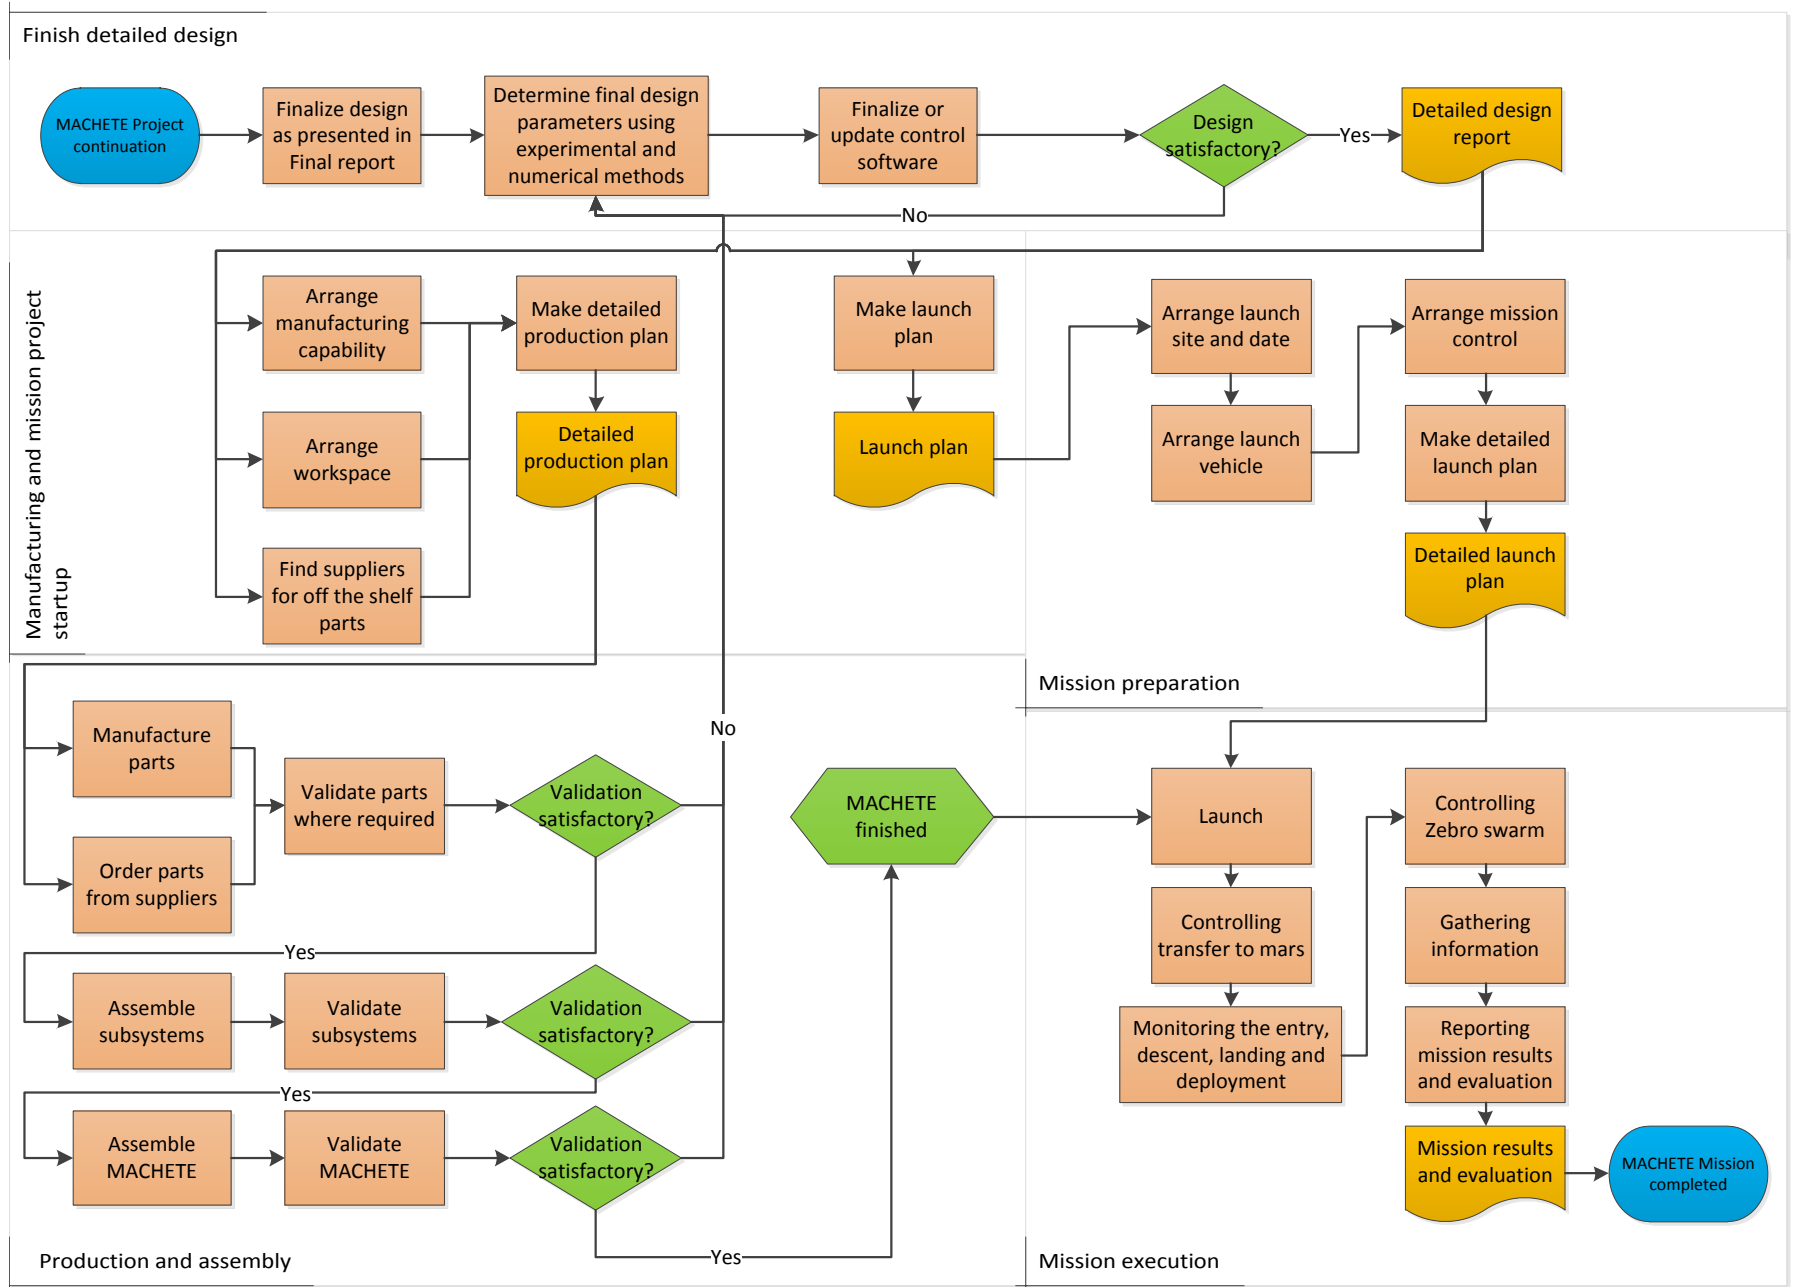 Finish detailed design
MACHETE Project
continuation
Finalize design
as presented in
Final report
Determine final design
parameters using
experimental and
numerical methods
Finalize or
update control
software
Design
satisfactory?
Yes
Detailed design
report
No
Manufacturing and mission project
startup
Arrange
manufacturing
capability
Make detailed
production plan
Arrange
workspace
Detailed
production plan
Find suppliers
for off the shelf
parts
Make launch
plan
Launch plan
Arrange launch
site and date
Arrange mission
control
Arrange launch
vehicle
Make detailed
launch plan
Detailed launch
plan
Mission preparation
Manufacture
parts
Order parts
from suppliers
Validate parts
where required
Validation
satisfactory?
No
Yes
Assemble
subsystems
Validate
subsystems
Validation
satisfactory?
Yes
Assemble
MACHETE
Validate
MACHETE
Validation
satisfactory?
Yes
MACHETE
finished
Production and assembly
Launch
Controlling
transfer to mars
Monitoring the entry,
descent, landing and
deployment
Controlling
Zebro swarm
Gathering
information
Reporting
mission results
and evaluation
Mission results
and evaluation
MACHETE Mission
completed
Mission execution